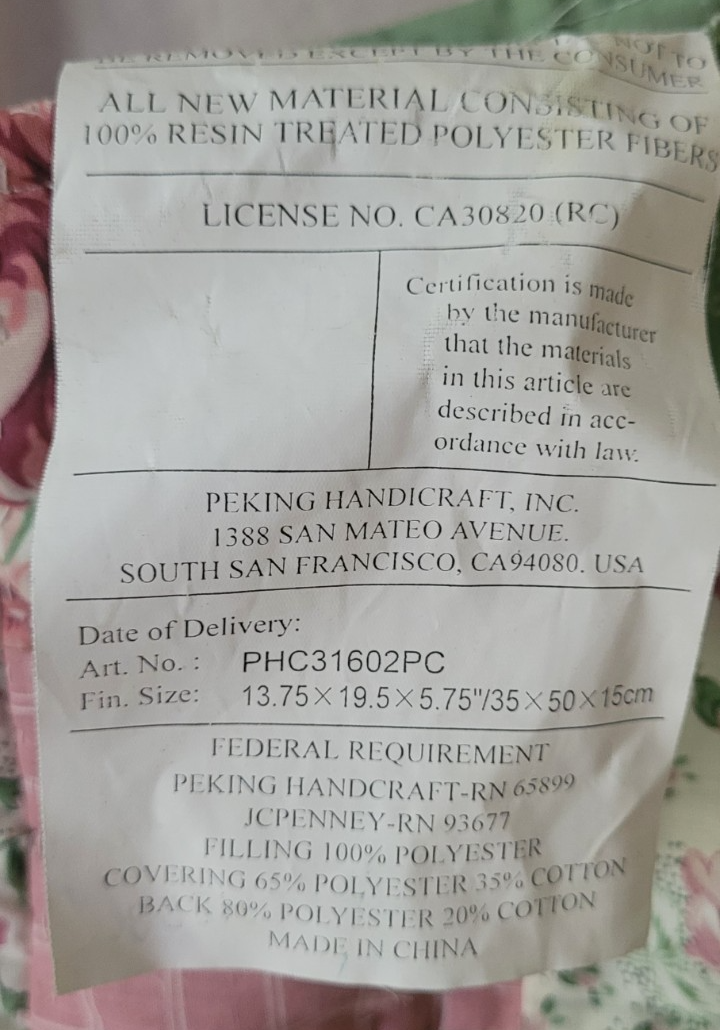 NOT TO
BE REMOVED EXCEPT BY THE CONSUMER
ALL NEW MATERIAL CONSISTING OF
100% RESIN TREATED POLYESTER FIBERS
LICENSE NO. CA30820 (RC)
Certification is made
by the manufacturer
that the materials
in this article are
described in acc-
ordance with law.
PEKING HANDICRAFT, INC.
1388 SAN MATEO AVENUE.
SOUTH SAN FRANCISCO, CA94080. USA
Date of Delivery:
Art. No. : PHC31602PC
Fin. Size: 13.75×19.5×5.75"/35×50×15cm
FEDERAL REQUIREMENT
PEKING HANDCRAFT-RN 65899
JCPENNEY-RN 93677
FILLING 100% POLYESTER
COVERING 65% POLYESTER 35% COTTON
BACK 80% POLYESTER 20% COTTON
MADE IN CHINA